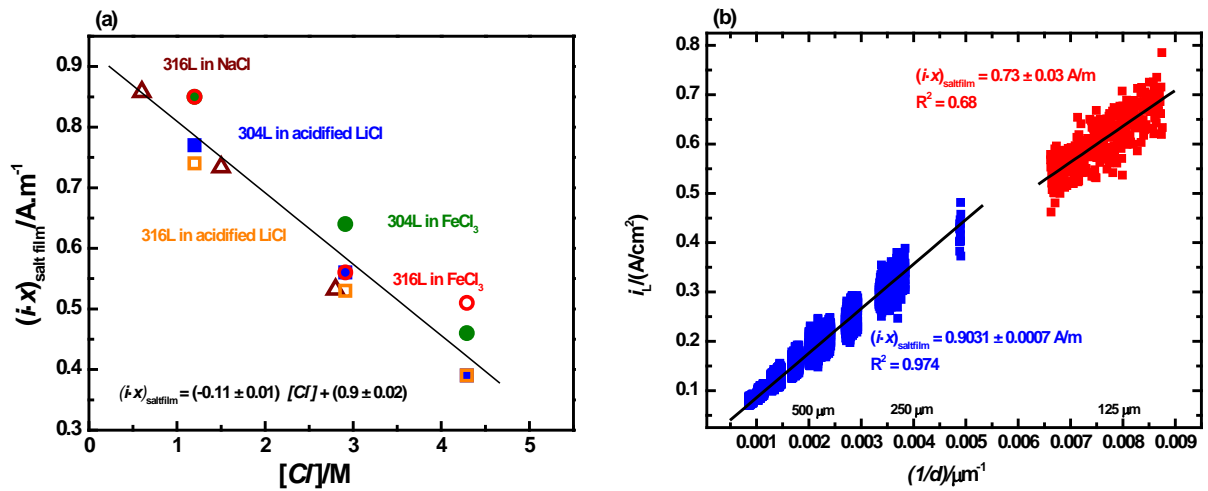 (a)
0.9
0.8
0.7
0.6
0.5
0.4
0.3
0
1
2
3
4
5
(i·x)salt film/A.m-1
[Cl-]/M
316L in NaCl
304L in acidified LiCl
304L in FeCl3
316L in acidified LiCl
316L in FeCl3
(i·x)saltfilm = (-0.11 ± 0.01) [Cl-] + (0.9 ± 0.02)
(b)
0.8
0.7
0.6
0.5
0.4
0.3
0.2
0.1
iL/(A/cm2)
(i·x)saltfilm = 0.73 ± 0.03 A/m
R2 = 0.68
(i·x)saltfilm = 0.9031 ± 0.0007 A/m
R2 = 0.974
500 µm
250 µm
125 µm
0.001
0.002
0.003
0.004
0.005
0.006
0.007
0.008
0.009
(1/d)/µm-1